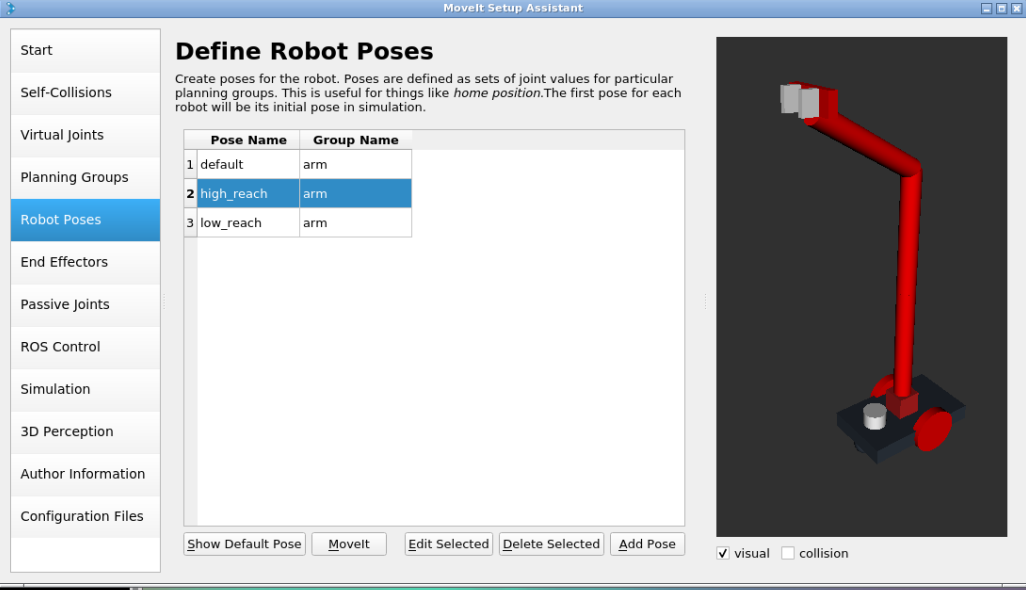 MoveIt Setup Assistant
Start
Self-Collisions
Virtual Joints
Planning Groups
Robot Poses
End Effectors
Passive Joints
ROS Control
Simulation
3D Perception
Author Information
Configuration Files
Define Robot Poses
Create poses for the robot. Poses are defined as sets of joint values for particular
planning groups. This is useful for things like home position.The first pose for each
robot will be its initial pose in simulation.
Pose Name Group Name
1 default arm
2 high_reach arm
3 low_reach arm
Show Default Pose MoveIt Edit Selected Delete Selected Add Pose
visual collision